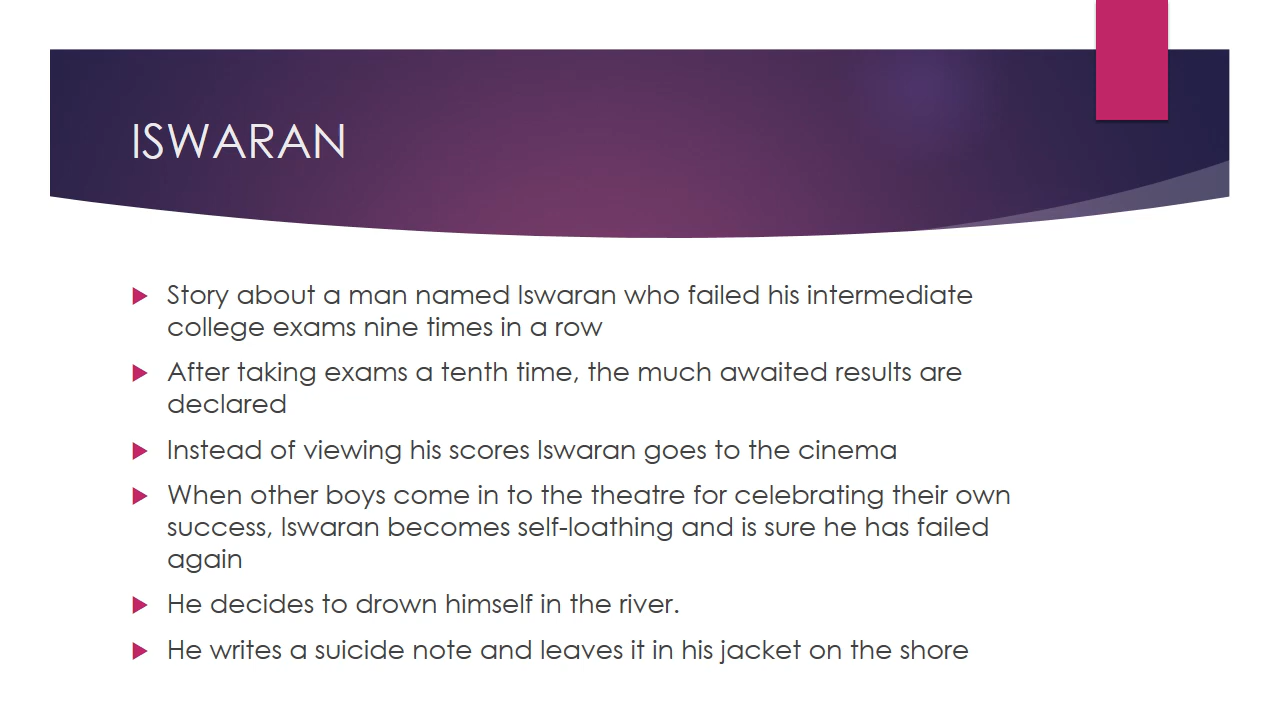 ISWARAN
Story about a man named Iswaran who failed his intermediate
college exams nine times in a row
After taking exams a tenth time, the much awaited results are
declared
Instead of viewing his scores Iswaran goes to the cinema
When other boys come in to the theatre for celebrating their own
success, Iswaran becomes self-loathing and is sure he has failed
again
He decides to drown himself in the river.
He writes a suicide note and leaves it in his jacket on the shore